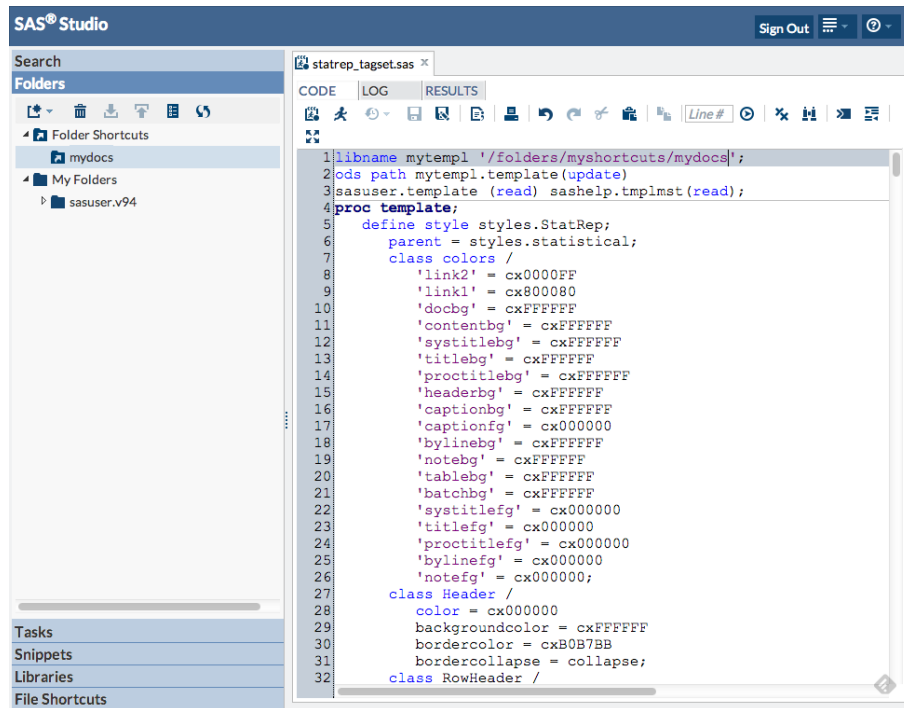 SAS® Studio
Sign Out
Search
Folders
Folder Shortcuts
mydocs
My Folders
sasuser.v94
Tasks
Snippets
Libraries
File Shortcuts
statrep_tagset.sas
CODE LOG RESULTS
Line #
1 libname mytempl '/folders/myshortcuts/mydocs';
2 ods path mytempl.template(update)
3 sasuser.template (read) sashelp.tmplmst(read);
4 proc template;
5 define style styles.StatRep;
6 parent = styles.statistical;
7 class colors /
8 'link2' = cx0000FF
9 'link1' = cx800080
10 'docbg' = cxFFFFFF
11 'contentbg' = cxFFFFFF
12 'systitlebg' = cxFFFFFF
13 'titlebg' = cxFFFFFF
14 'proctitlebg' = cxFFFFFF
15 'headerbg' = cxFFFFFF
16 'captionbg' = cxFFFFFF
17 'captionfg' = cx000000
18 'bylinebg' = cxFFFFFF
19 'notebg' = cxFFFFFF
20 'tablebg' = cxFFFFFF
21 'batchbg' = cxFFFFFF
22 'systitlefg' = cx000000
23 'titlefg' = cx000000
24 'proctitlefg' = cx000000
25 'bylinefg' = cx000000
26 'notefg' = cx000000;
27 class Header /
28 color = cx000000
29 backgroundcolor = cxFFFFFF
30 bordercolor = cxB0B7BB
31 bordercollapse = collapse;
32 class RowHeader /